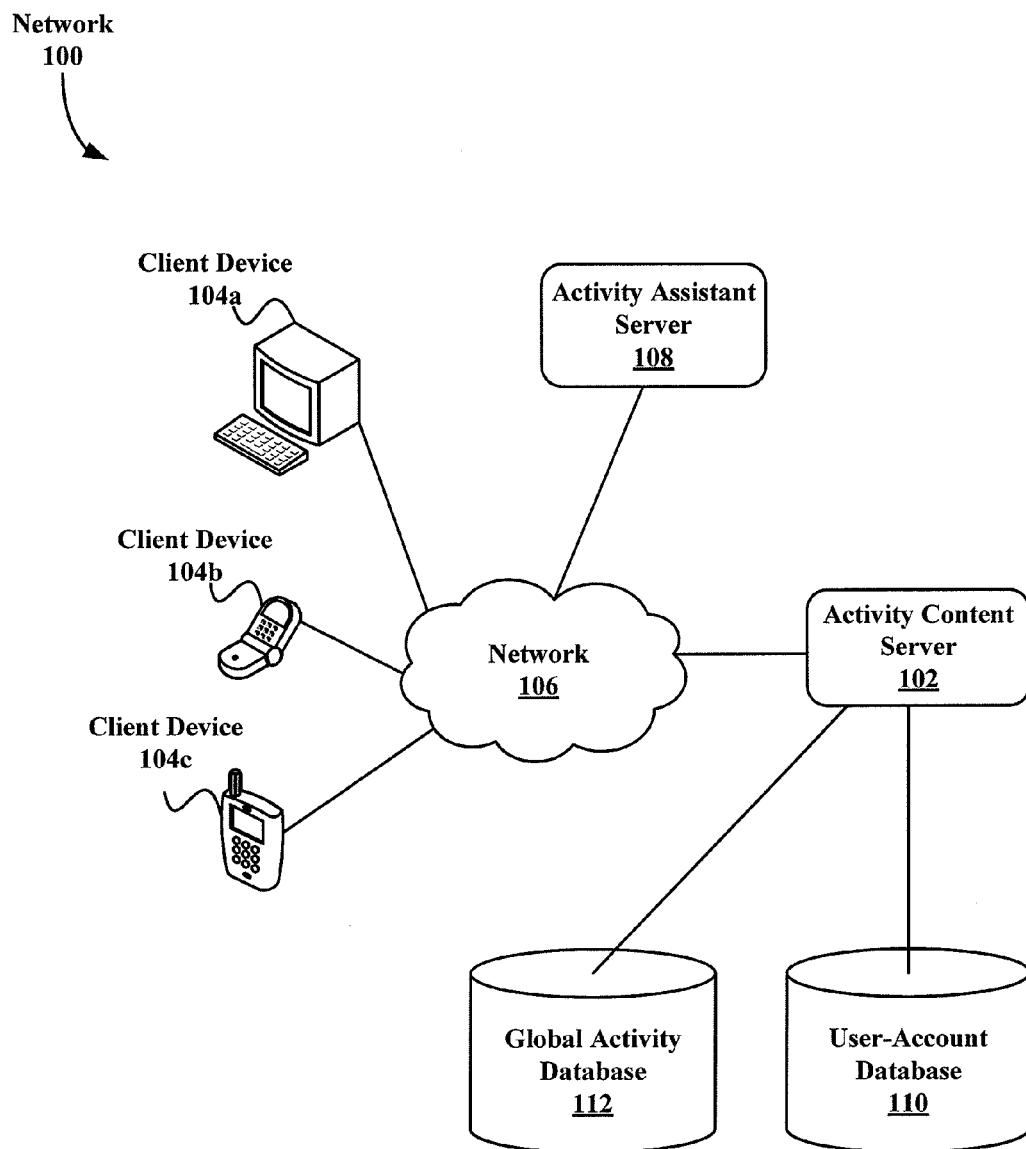 Network
100
Client Device
104a
Activity Assistant
Server
108
Client Device
104b
Network
106
Activity Content
Server
102
Client Device
104c
Global Activity
Database
112
User-Account
Database
110